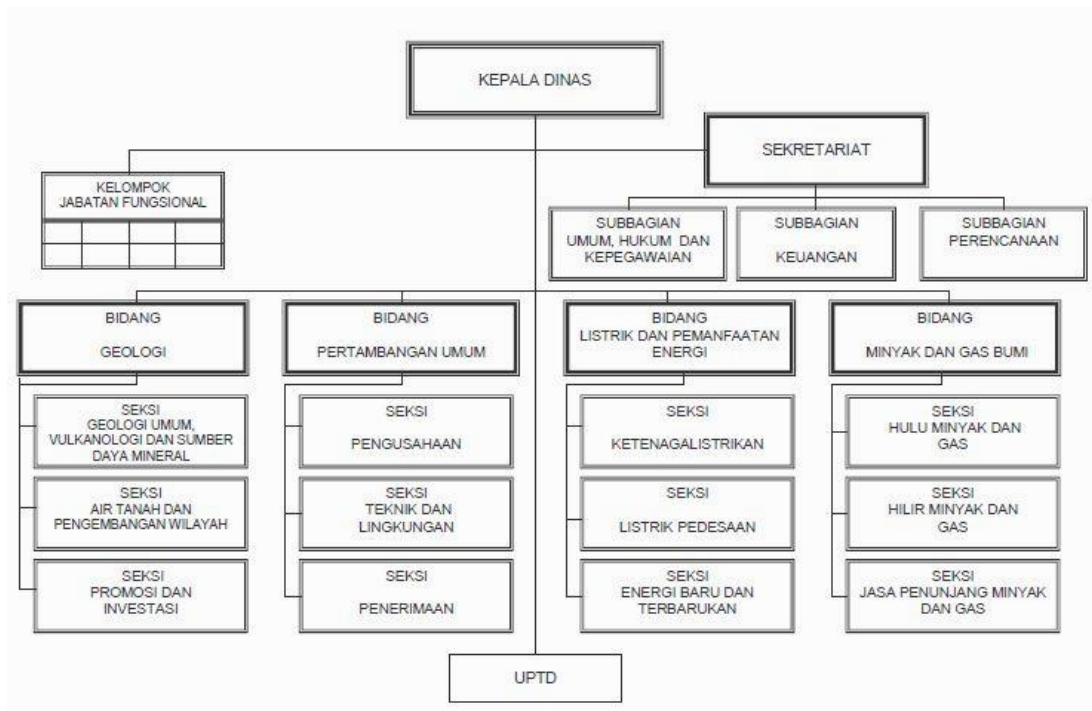 KEPALA DINAS
SEKRETARIAT
KELOMPOK
JABATAN FUNGSIONAL
SUBBAGIAN
UMUM, HUKUM DAN
KEPEGAWAIAN
SUBBAGIAN
KEUANGAN
SUBBAGIAN
PERENCANAAN
BIDANG
GEOLOGI
BIDANG
PERTAMBANGAN UMUM
BIDANG
LISTRIK DAN PEMANFAATAN
ENERGI
BIDANG
MINYAK DAN GAS BUMI
SEKSI
GEOLOGI UMUM,
VULKANOLOGI DAN SUMBER
DAYA MINERAL
SEKSI
AIR TANAH DAN
PENGEMBANGAN WILAYAH
SEKSI
PROMOSI DAN
INVESTASI
SEKSI
PENGUSAHAAN
SEKSI
TEKNIK DAN
LINGKUNGAN
SEKSI
PENERIMAAN
SEKSI
KETENAGALISTRIKAN
SEKSI
LISTRIK PEDESAAN
SEKSI
ENERGI BARU DAN
TERBARUKAN
SEKSI
HULU MINYAK DAN
GAS
SEKSI
HILIR MINYAK DAN
GAS
SEKSI
JASA PENUNJANG MINYAK
DAN GAS
UPTD